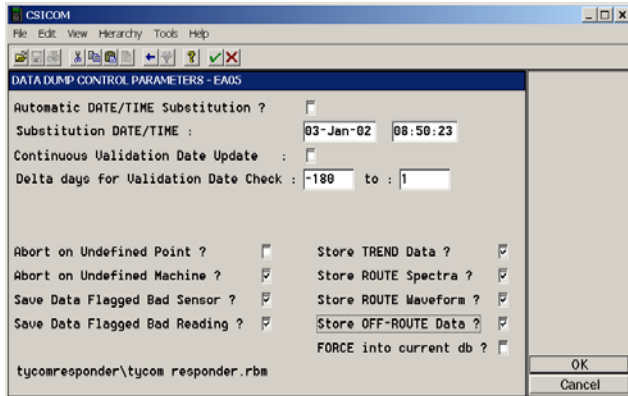 CSICOM
File Edit View Hierarchy Tools Help
DATA DUMP CONTROL PARAMETERS - EA05
Automatic DATE/TIME Substitution ?
Substitution DATE/TIME : 03-Jan-02 08:50:23
Continuous Validation Date Update :
Delta days for Validation Date Check : -180 to : 1
Abort on Undefined Point ? Store TREND Data ?
Abort on Undefined Machine ? Store ROUTE Spectra ?
Save Data Flagged Bad Sensor ? Store ROUTE Waveform ?
Save Data Flagged Bad Reading ? Store OFF-ROUTE Data ?
FORCE into current db ?
tycomresponder\tycom responder.rbm
OK
Cancel